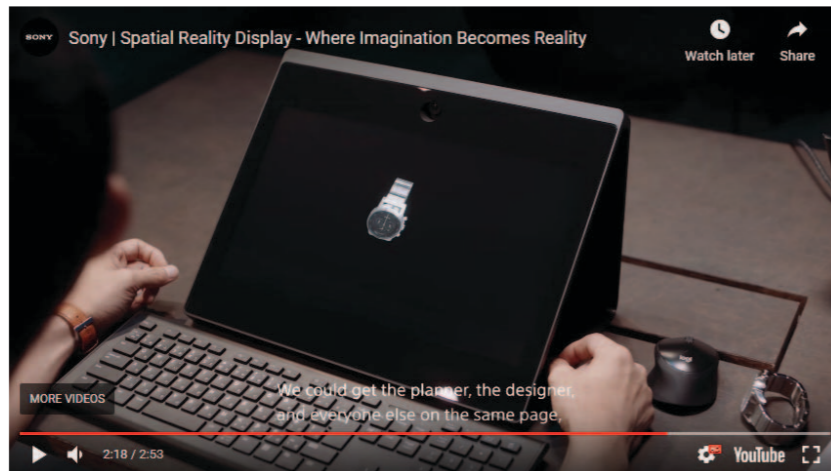 SONY
Sony | Spatial Reality Display - Where Imagination Becomes Reality
Watch later
Share
We could get the planner, the designer,
and everyone else on the same page,
MORE VIDEOS
2:18 / 2:53
YouTube